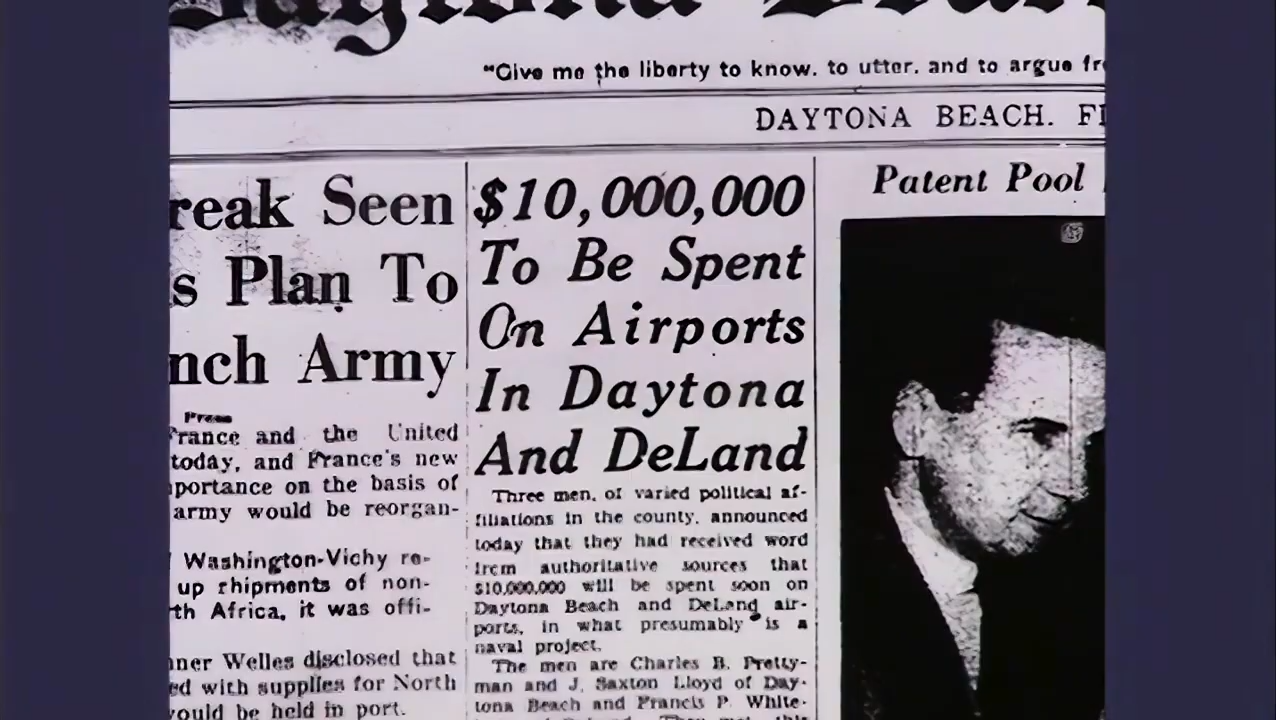 Daytona Bea
"Give me the liberty to know, to utter, and to argue fr
DAYTONA BEACH. Fl
reak Seen
s Plan To
nch Army
Press
France and the United
today, and France's new
portance on the basis of
army would be reorgan-
Washington-Vichy re-
up rhipments of non-
th Africa, it was offi-
ner Welles disclosed that
ed with supplies for North
would be held in port.
$10,000,000
To Be Spent
On Airports
In Daytona
And DeLand
Three men, of varied political af-
filiations in the county, announced
today that they had received word
from authoritative sources that
$10,000,000 will be spent soon on
Daytona Beach and DeLand air-
ports, in what presumably is a
naval project.
The men are Charles B. Pretty-
man and J. Saxton Lloyd of Day-
tona Beach and Francis P. White-
Patent Pool